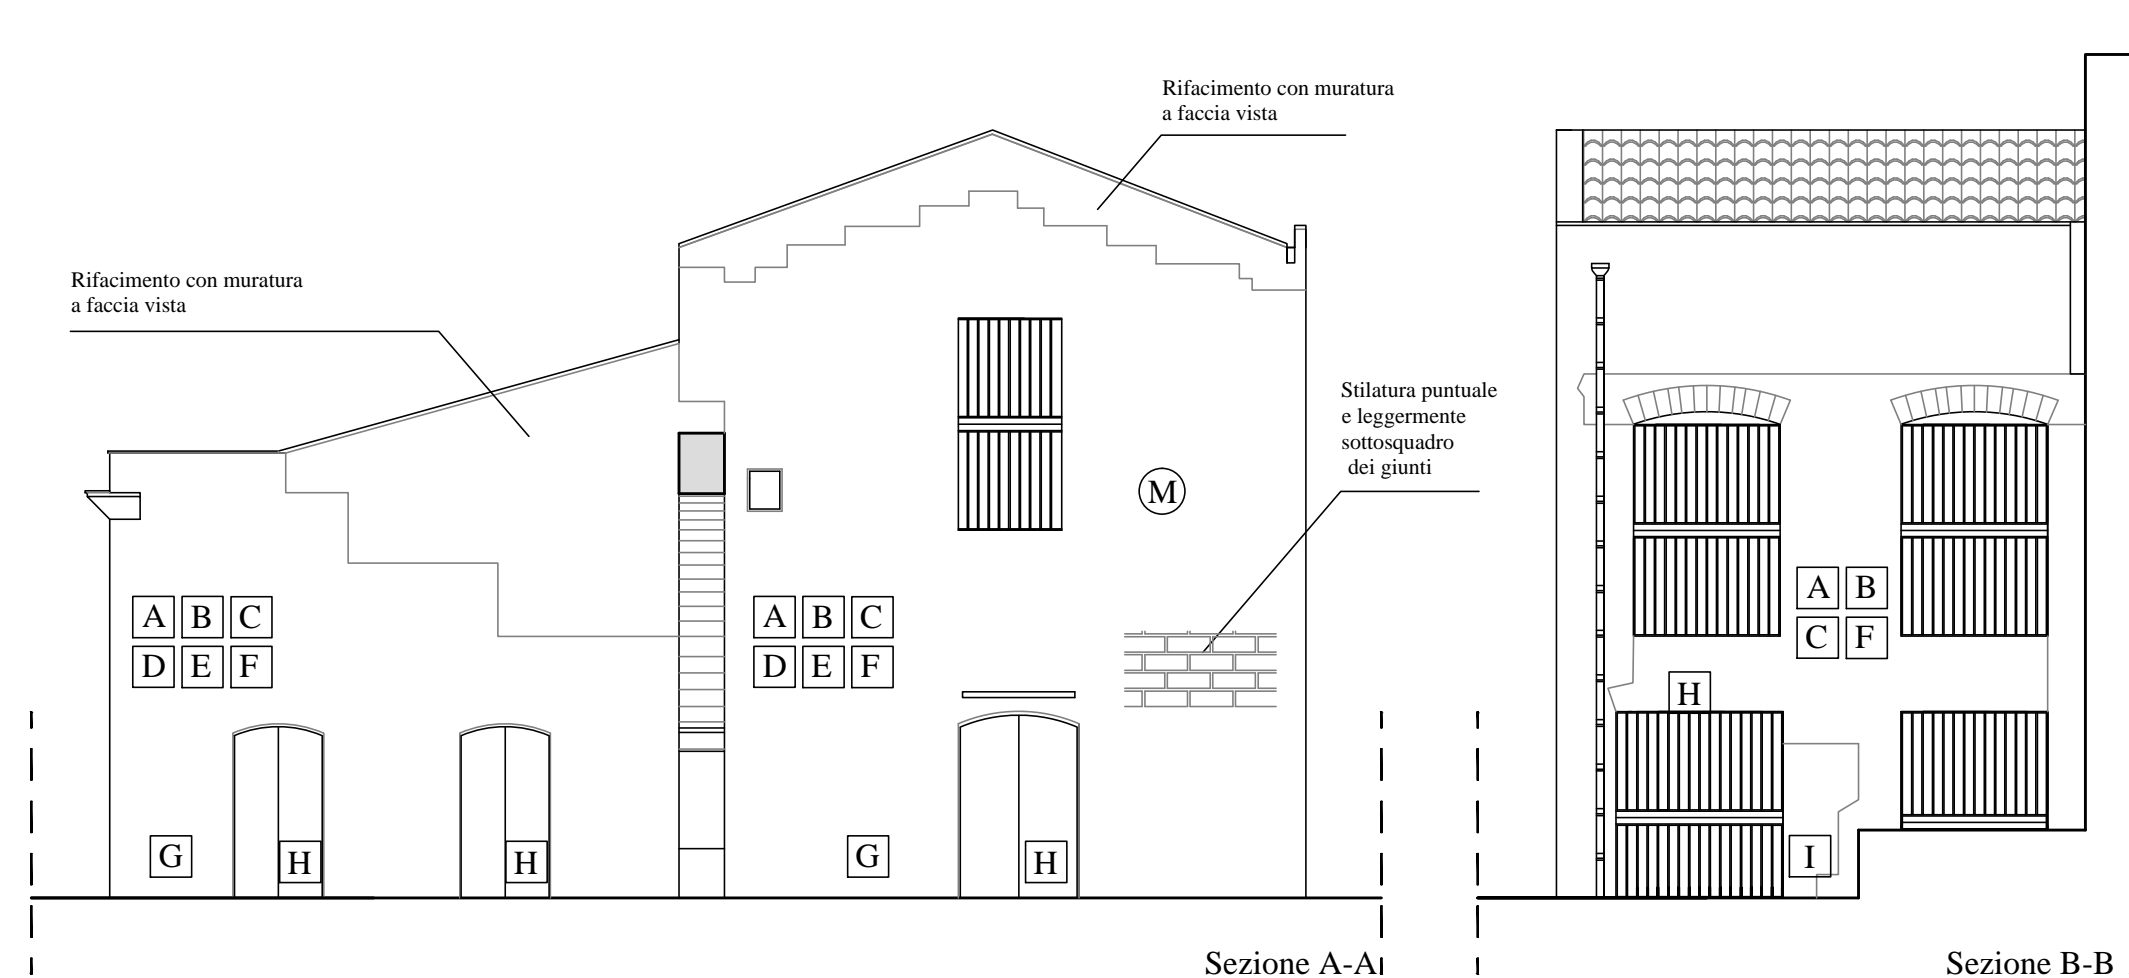 Rifacimento con muratura
a faccia vista
Rifacimento con muratura
a faccia vista
Stilatura puntuale
e leggermente
sottosquadro
dei giunti
M
A B C
D E F
A B C
D E F
G
H
H
G
H
Sezione A-A
A B
C F
H
I
Sezione B-B